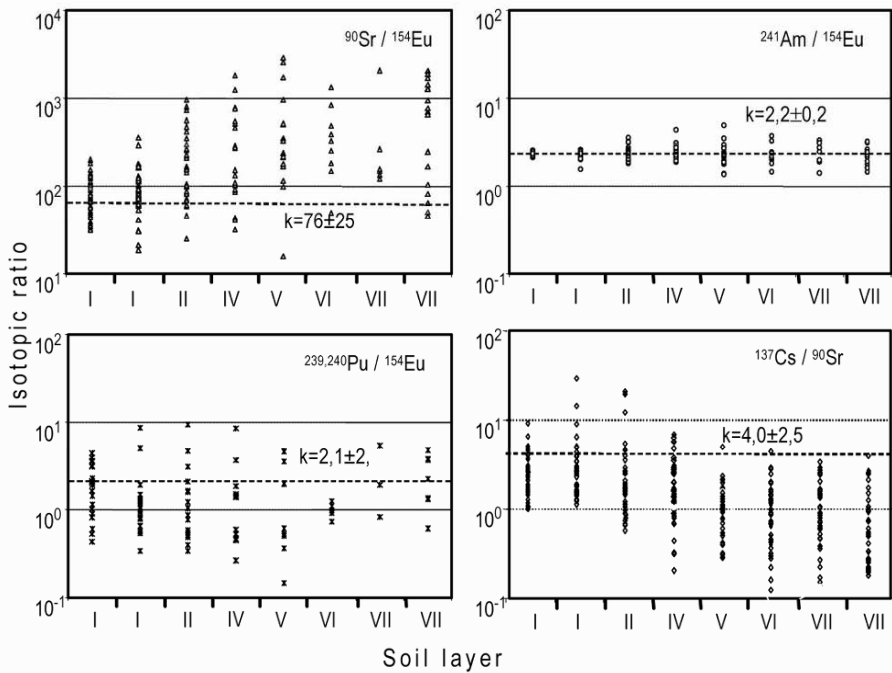 Isotopic ratio
⁹⁰Sr / ¹⁵⁴Eu
10⁴
10³
10²
10¹
k=76±25
I I II IV V VI VII VII
²⁴¹Am / ¹⁵⁴Eu
10²
10¹
10⁰
10⁻¹
k=2,2±0,2
I I II IV V VI VII VII
²³⁹,²⁴⁰Pu / ¹⁵⁴Eu
10²
10¹
10⁰
10⁻¹
k=2,1±2,
I I II IV V VI VII VII
¹³⁷Cs / ⁹⁰Sr
10²
10¹
10⁰
10⁻¹
k=4,0±2,5
I I II IV V VI VII VII
Soil layer